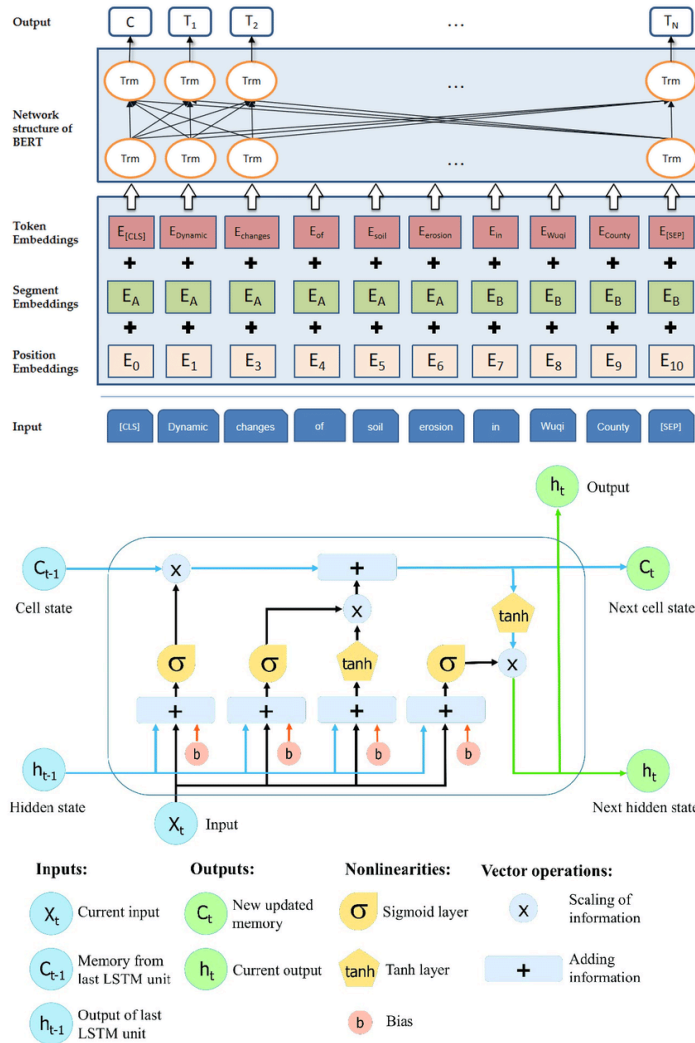 Output C T1 T2 ... TN
Trm Trm Trm ... Trm
Network
structure of
BERT
Trm Trm Trm ... Trm
Token
Embeddings
E[CLS] EDynamic Echanges Eof Esoil Eerosion Ein EWuqi ECounty E[SEP]
+ + + + + + + + + +
Segment
Embeddings
EA EA EA EA EA EA EB EB EB EB
+ + + + + + + + + +
Position
Embeddings
E0 E1 E3 E4 E5 E6 E7 E8 E9 E10
Input [CLS] Dynamic changes of soil erosion in Wuqi County [SEP]
ht Output
Ct-1 x + Ct
Cell state Next cell state
x tanh
σ σ tanh σ x
+ + + +
b b b b
ht-1 ht
Hidden state Next hidden state
Xt Input
Inputs: Outputs: Nonlinearities: Vector operations:
Xt Current input
Ct New updated
memory
σ Sigmoid layer
x Scaling of
information
Ct-1 Memory from
last LSTM unit
ht Current output
tanh Tanh layer
+ Adding
information
ht-1 Output of last
LSTM unit
b Bias